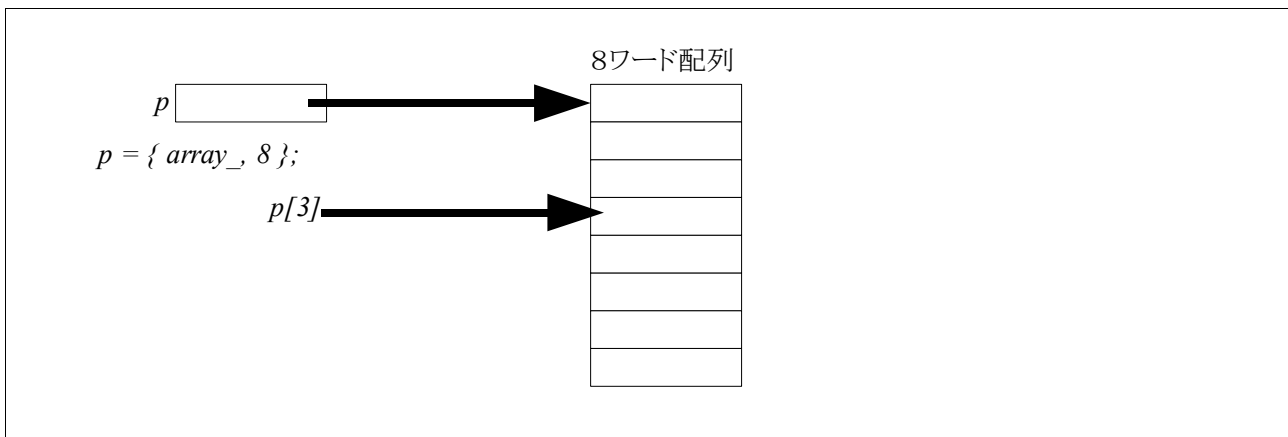 8ワード配列
p
p = { array_, 8 };
p[3]